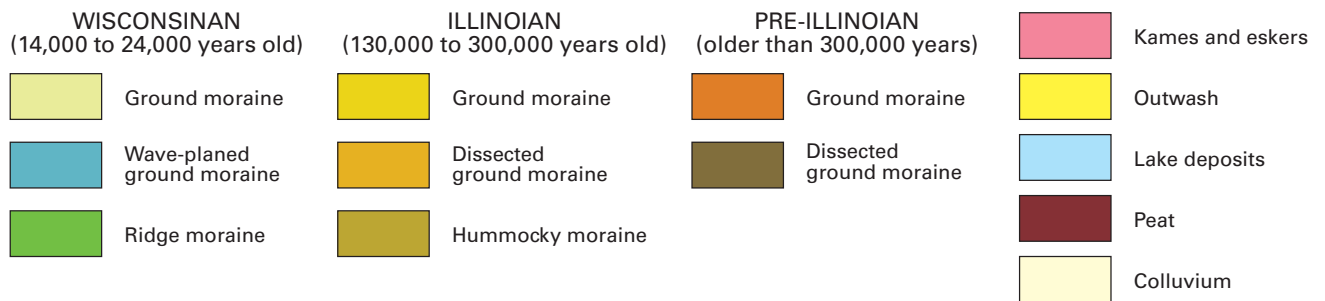 WISCONSINAN
(14,000 to 24,000 years old)
Ground moraine
Wave-planed
ground moraine
Ridge moraine
ILLINOIAN
(130,000 to 300,000 years old)
Ground moraine
Dissected
ground moraine
Hummocky moraine
PRE-ILLINOIAN
(older than 300,000 years)
Ground moraine
Dissected
ground moraine
Kames and eskers
Outwash
Lake deposits
Peat
Colluvium